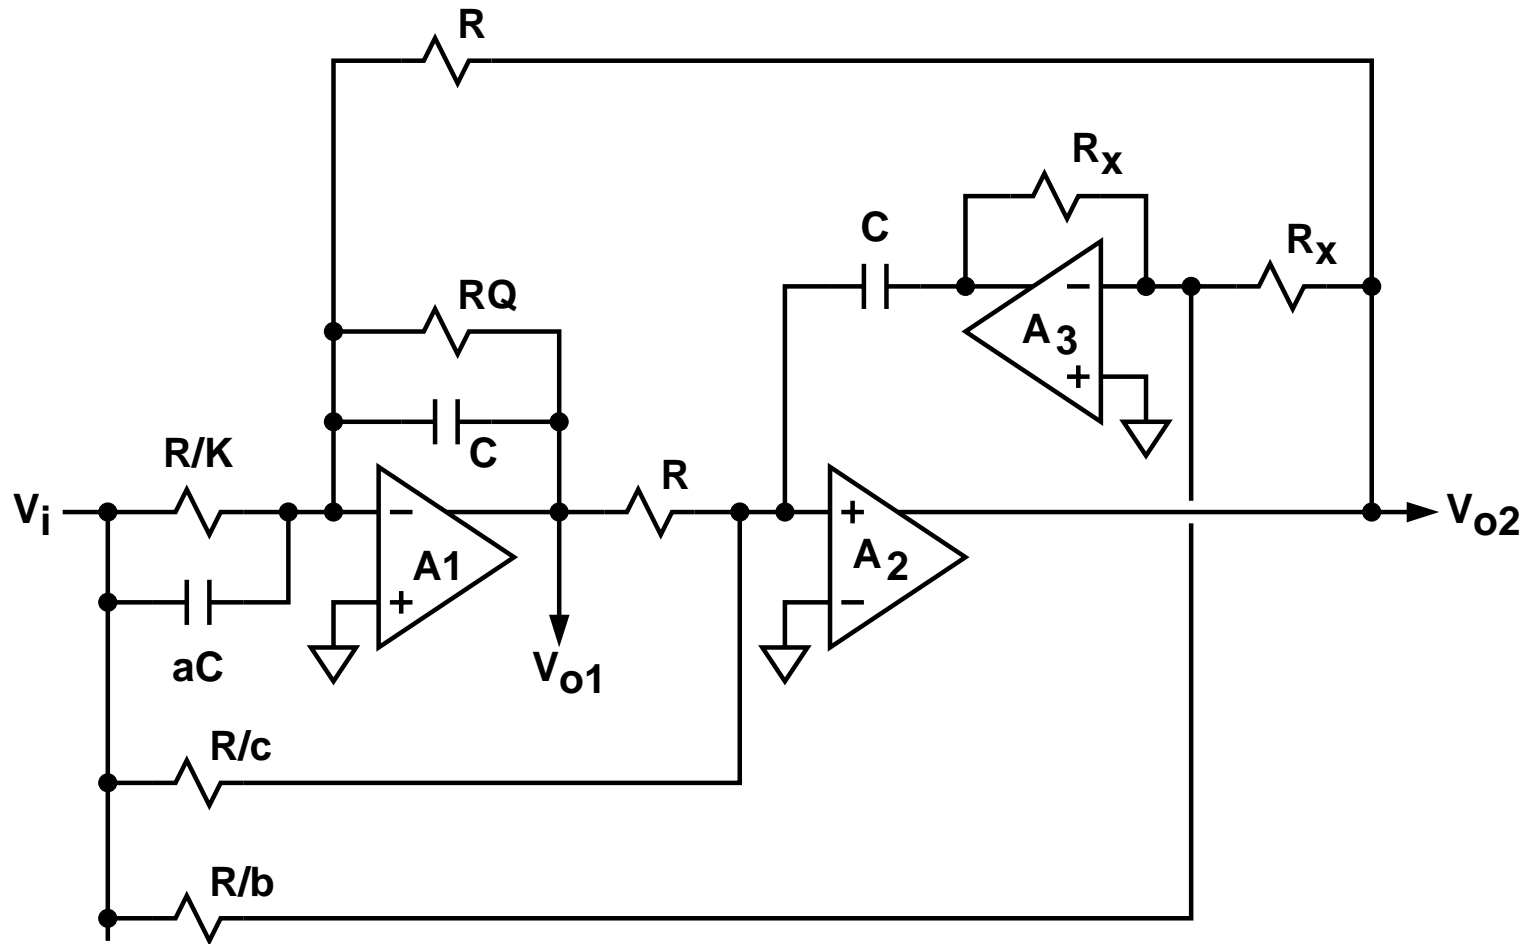 R
Rx
C
Rx
RQ
− A3 +
C
R/K
R
Vi
− A1 +
+ A2 −
Vo2
aC
Vo1
R/c
R/b